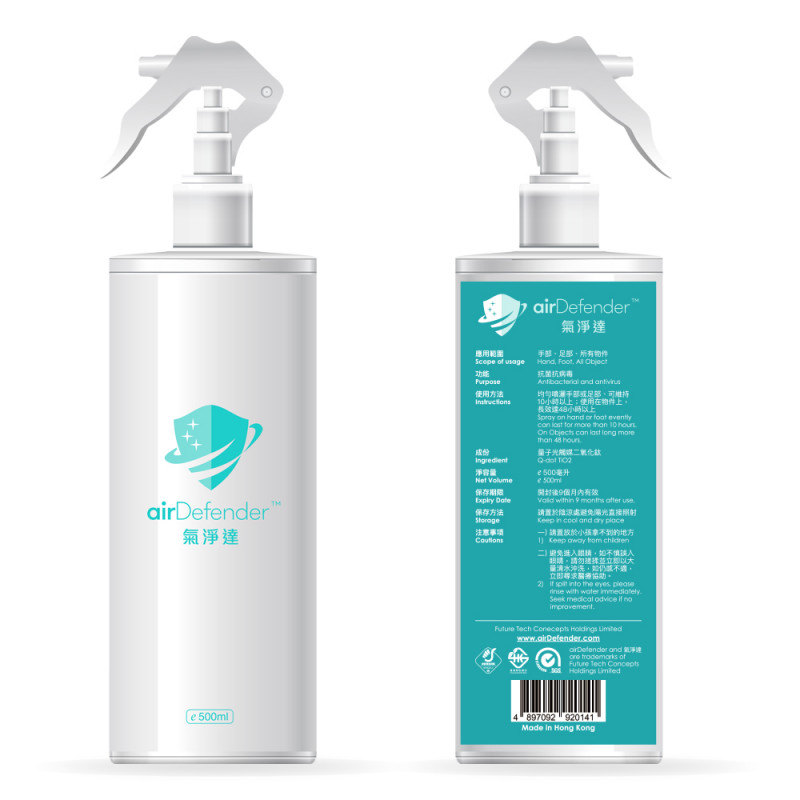 airDefender™
氣淨達
e 500ml
airDefender™
氣淨達
應用範圍 手部、足部、所有物件
Scope of usage Hand, Foot, All Object
功能 抗菌抗病毒
Purpose Antibacterial and antivirus
使用方法 均勻噴灑手部或足部，可維持
Instructions 10小時以上；使用在物件上，
長效達48小時以上
Spray on hand or foot evently
can last for more than 10 hours.
On Objects can last long more
than 48 hours.
成份 量子光觸媒二氧化鈦
Ingredient Q-dot TiO2
淨容量 e 500毫升
Net Volume e 500ml
保存期限 開封後9個月內有效
Expiry Date Valid within 9 months after use.
保存方法 請置於陰涼處避免陽光直接照射
Storage Keep in cool and dry place
注意事項 一) 請置放於小孩拿不到的地方
Cautions 1) Keep away from children
二) 避免進入眼睛，如不慎誤入
眼睛，請勿搓揉並立即以大
量清水沖洗，如仍感不適，
立即尋求醫療協助。
2) If split into the eyes, please
rinse with water immediately.
Seek medical advice if no
improvement.
Future Tech Conecepts Holdings Limited
www.airDefender.com
airDefender and 氣淨達
are trademarks of
Future Tech Concepts
Holdings Limited
SGS
4 897092 920141
Made in Hong Kong